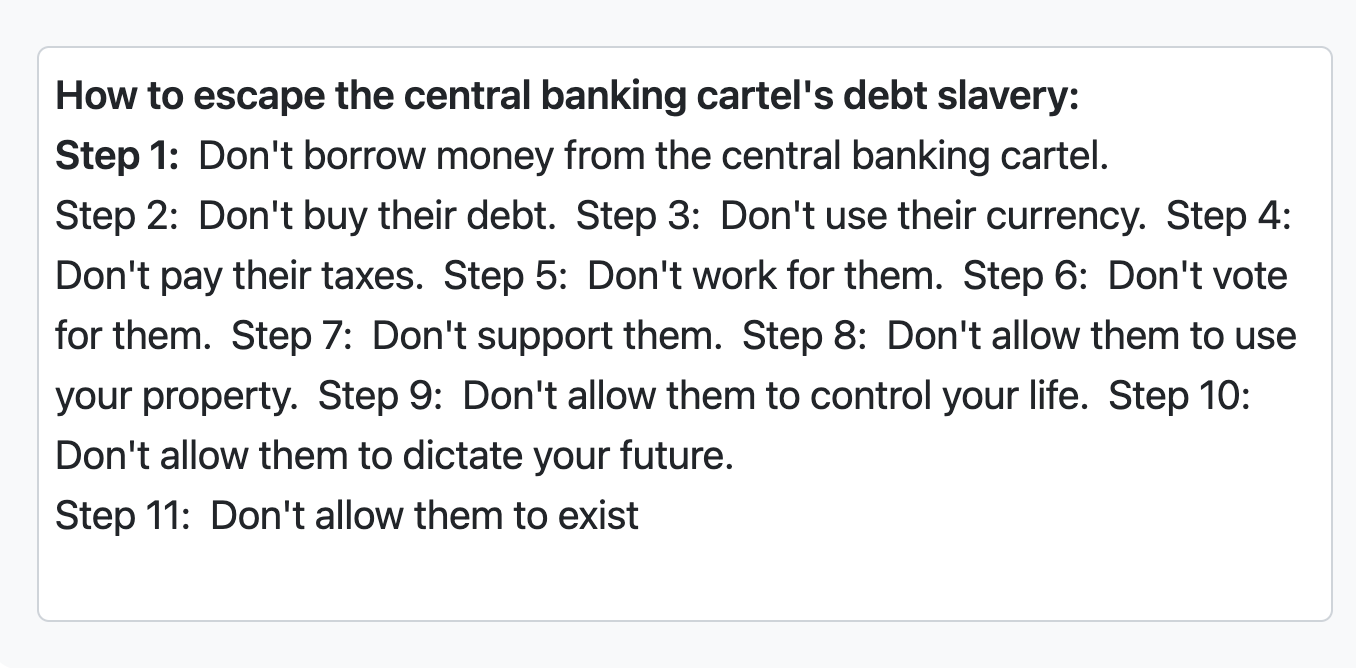 How to escape the central banking cartel's debt slavery:
Step 1:  Don't borrow money from the central banking cartel.
Step 2:  Don't buy their debt.  Step 3:  Don't use their currency.  Step 4:
Don't pay their taxes.  Step 5:  Don't work for them.  Step 6:  Don't vote
for them.  Step 7:  Don't support them.  Step 8:  Don't allow them to use
your property.  Step 9:  Don't allow them to control your life.  Step 10:
Don't allow them to dictate your future.
Step 11:  Don't allow them to exist